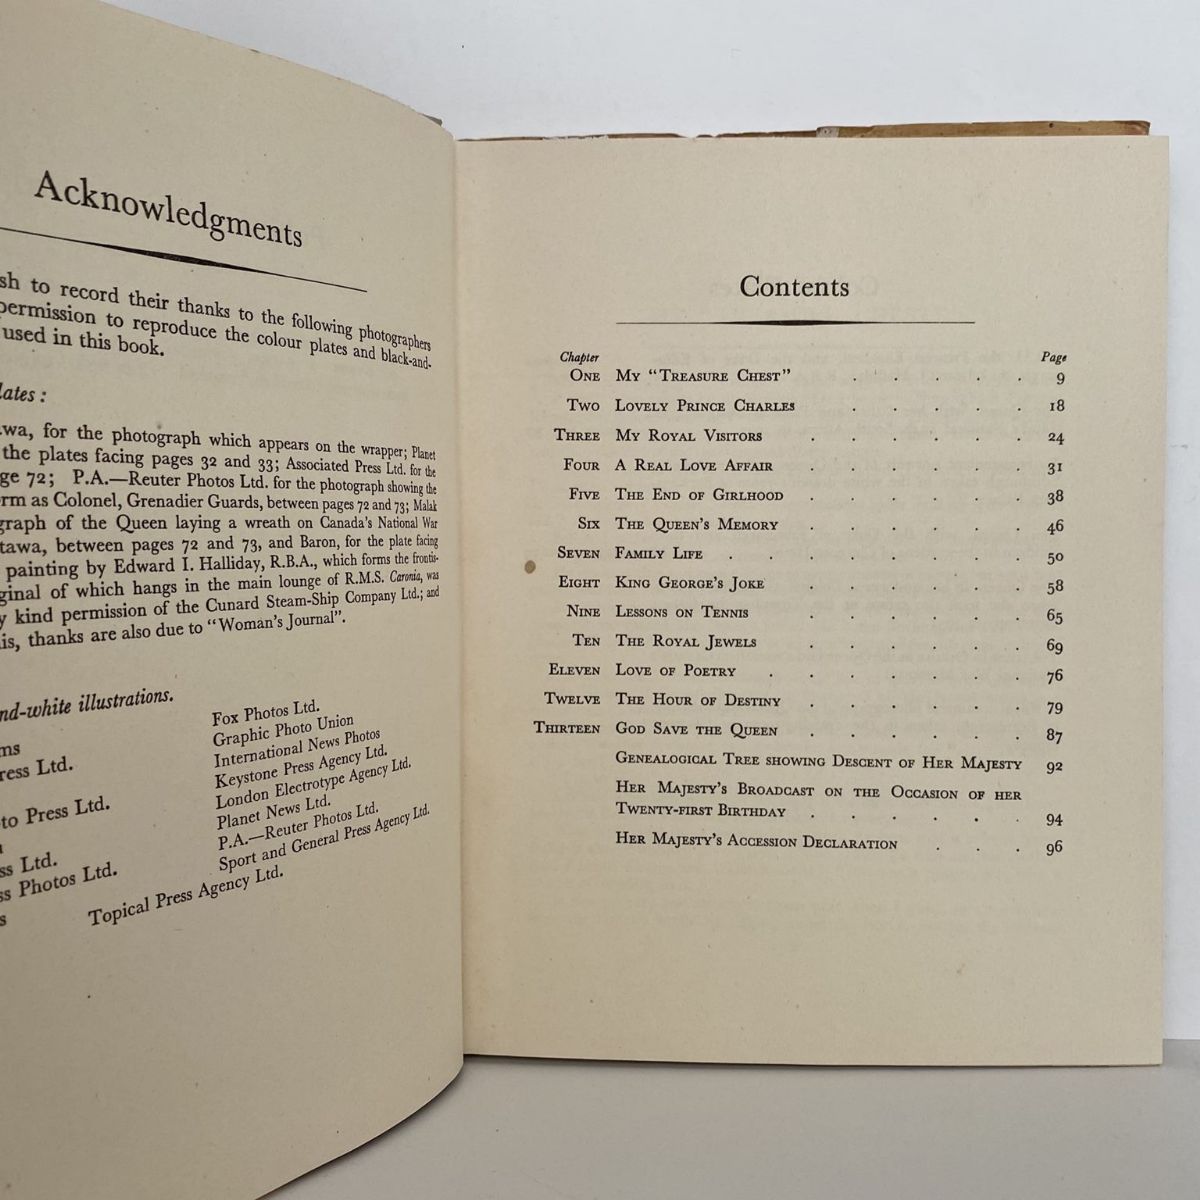 Acknowledgments
sh to record their thanks to the following photographers
permission to reproduce the colour plates and black-and-
used in this book.
lates:
wa, for the photograph which appears on the wrapper; Planet
the plates facing pages 32 and 33; Associated Press Ltd. for the
ge 72; P.A.—Reuter Photos Ltd. for the photograph showing the
rm as Colonel, Grenadier Guards, between pages 72 and 73; Malak
graph of the Queen laying a wreath on Canada's National War
tawa, between pages 72 and 73, and Baron, for the plate facing
painting by Edward I. Halliday, R.B.A., which forms the frontis-
ginal of which hangs in the main lounge of R.M.S. Caronia, was
y kind permission of the Cunard Steam-Ship Company Ltd.; and
is, thanks are also due to "Woman's Journal".
nd-white illustrations.
ms
ress Ltd.
to Press Ltd.
ss Ltd.
ss Photos Ltd.
s
Fox Photos Ltd.
Graphic Photo Union
International News Photos
Keystone Press Agency Ltd.
London Electrotype Agency Ltd.
Planet News Ltd.
P.A.—Reuter Photos Ltd.
Sport and General Press Agency Ltd.
Topical Press Agency Ltd.
Contents
Chapter Page
One My "Treasure Chest" . . . . . 9
Two Lovely Prince Charles . . . . . 18
Three My Royal Visitors . . . . . . 24
Four A Real Love Affair . . . . . . 31
Five The End of Girlhood . . . . . . 38
Six The Queen's Memory . . . . . . 46
Seven Family Life . . . . . . . . 50
Eight King George's Joke . . . . . . 58
Nine Lessons on Tennis . . . . . . 65
Ten The Royal Jewels . . . . . . 69
Eleven Love of Poetry . . . . . . . 76
Twelve The Hour of Destiny . . . . . . 79
Thirteen God Save the Queen . . . . . . 87
Genealogical Tree showing Descent of Her Majesty 92
Her Majesty's Broadcast on the Occasion of her
Twenty-first Birthday . . . . . . 94
Her Majesty's Accession Declaration . . . 96